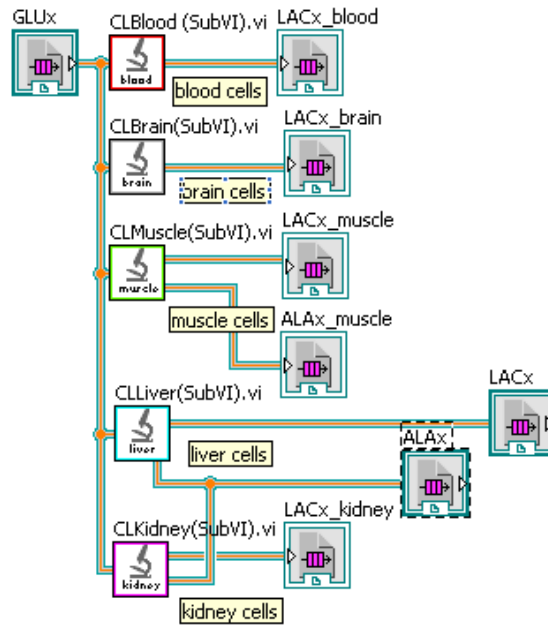 GLUx
CLBlood (SubVI).vi
LACx_blood
blood
blood cells
CLBrain(SubVI).vi
LACx_brain
brain
brain cells
CLMuscle(SubVI).vi
LACx_muscle
muscle
muscle cells
ALAx_muscle
CLLiver(SubVI).vi
LACx
liver
ALAx
liver cells
CLKidney(SubVI).vi
LACx_kidney
kidney
kidney cells